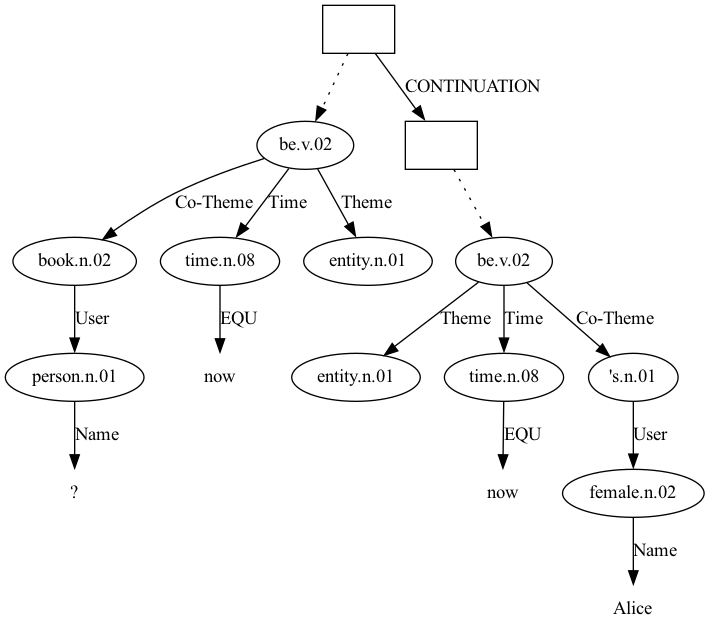 CONTINUATION
be.v.02
Co-Theme Time Theme
book.n.02 time.n.08 entity.n.01 be.v.02
User EQU Theme Time Co-Theme
person.n.01 now entity.n.01 time.n.08 's.n.01
Name EQU User
? now female.n.02
Name
Alice